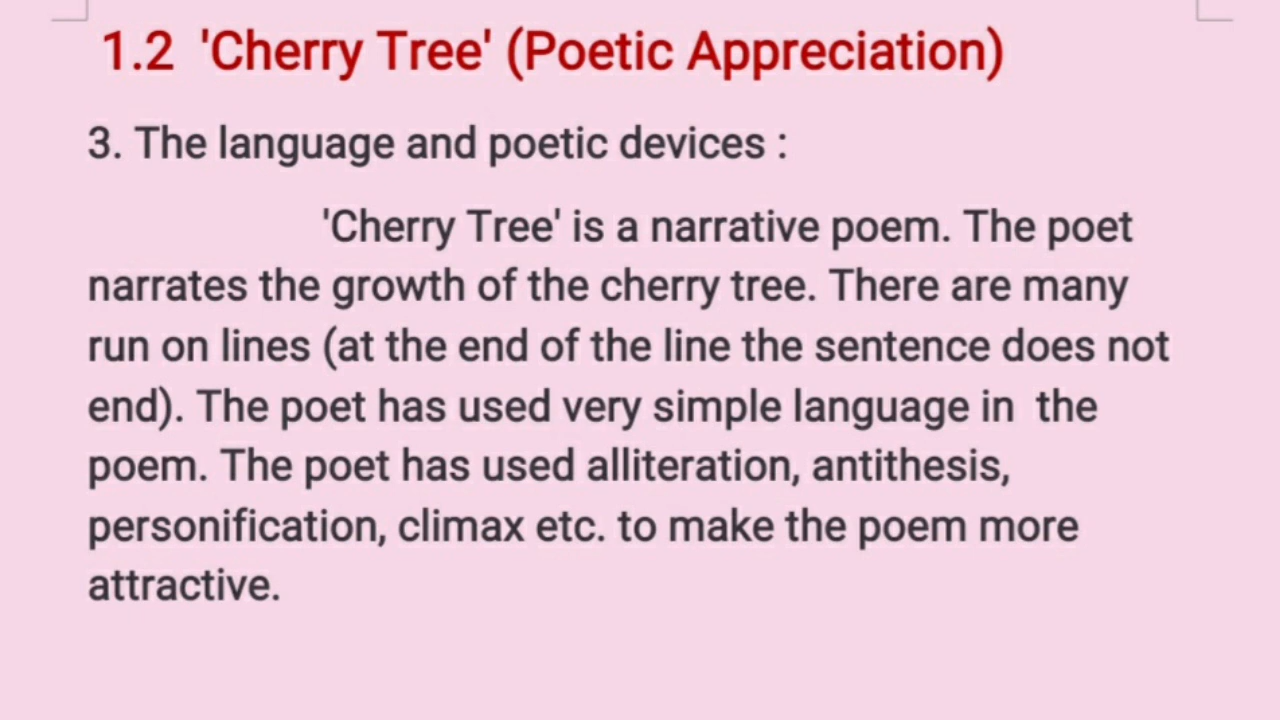 1.2 'Cherry Tree' (Poetic Appreciation)
3. The language and poetic devices :
'Cherry Tree' is a narrative poem. The poet
narrates the growth of the cherry tree. There are many
run on lines (at the end of the line the sentence does not
end). The poet has used very simple language in the
poem. The poet has used alliteration, antithesis,
personification, climax etc. to make the poem more
attractive.